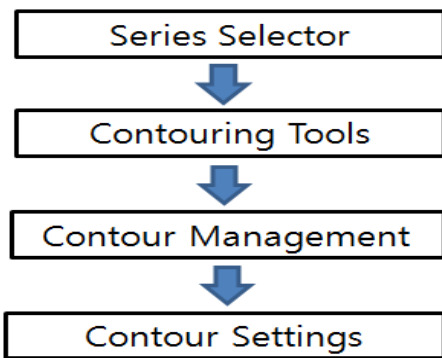 Series Selector
Contouring Tools
Contour Management
Contour Settings